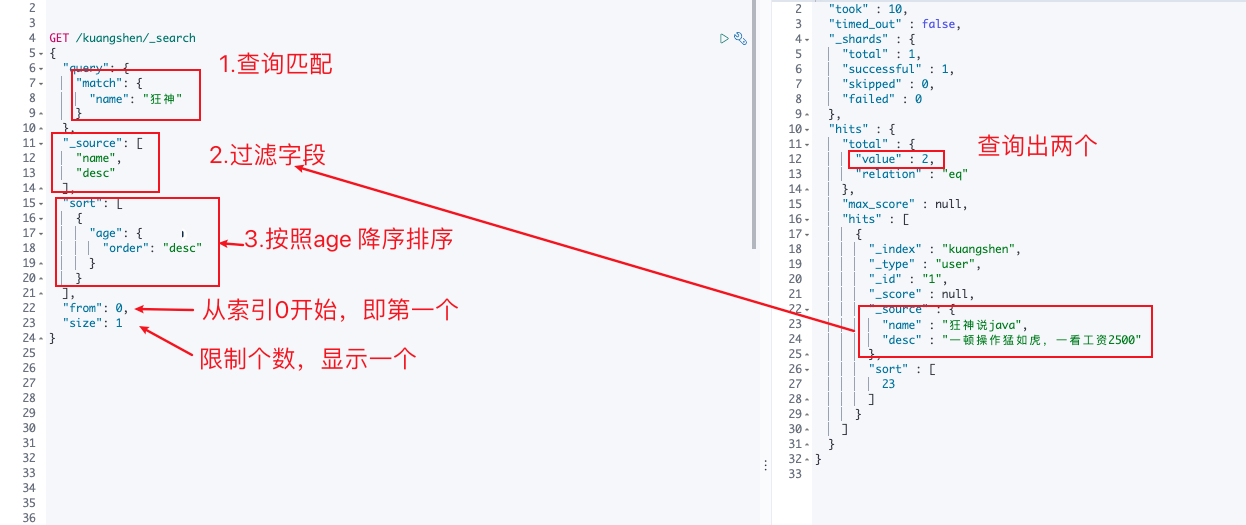 2
3
4 GET /kuangshen/_search
5 {
6 "query": {
7 "match": {
8 "name": "狂神"
9 }
10 },
11 "_source": [
12 "name",
13 "desc"
14 ],
15 "sort": [
16 {
17 "age": {
18 "order": "desc"
19 }
20 }
21 ],
22 "from": 0,
23 "size": 1
24 }
25
26
27
28
29
30
31
32
33
34
35
36
1.查询匹配
2.过滤字段
3.按照age 降序排序
从索引0开始，即第一个
限制个数，显示一个
2 "took" : 10,
3 "timed_out" : false,
4 "_shards" : {
5 "total" : 1,
6 "successful" : 1,
7 "skipped" : 0,
8 "failed" : 0
9 },
10 "hits" : {
11 "total" : {
12 "value" : 2,
13 "relation" : "eq"
14 },
15 "max_score" : null,
16 "hits" : [
17 {
18 "_index" : "kuangshen",
19 "_type" : "user",
20 "_id" : "1",
21 "_score" : null,
22 "_source" : {
23 "name" : "狂神说java",
24 "desc" : "一顿操作猛如虎，一看工资2500"
25 },
26 "sort" : [
27 23
28 ]
29 }
30 ]
31 }
32 }
33
查询出两个